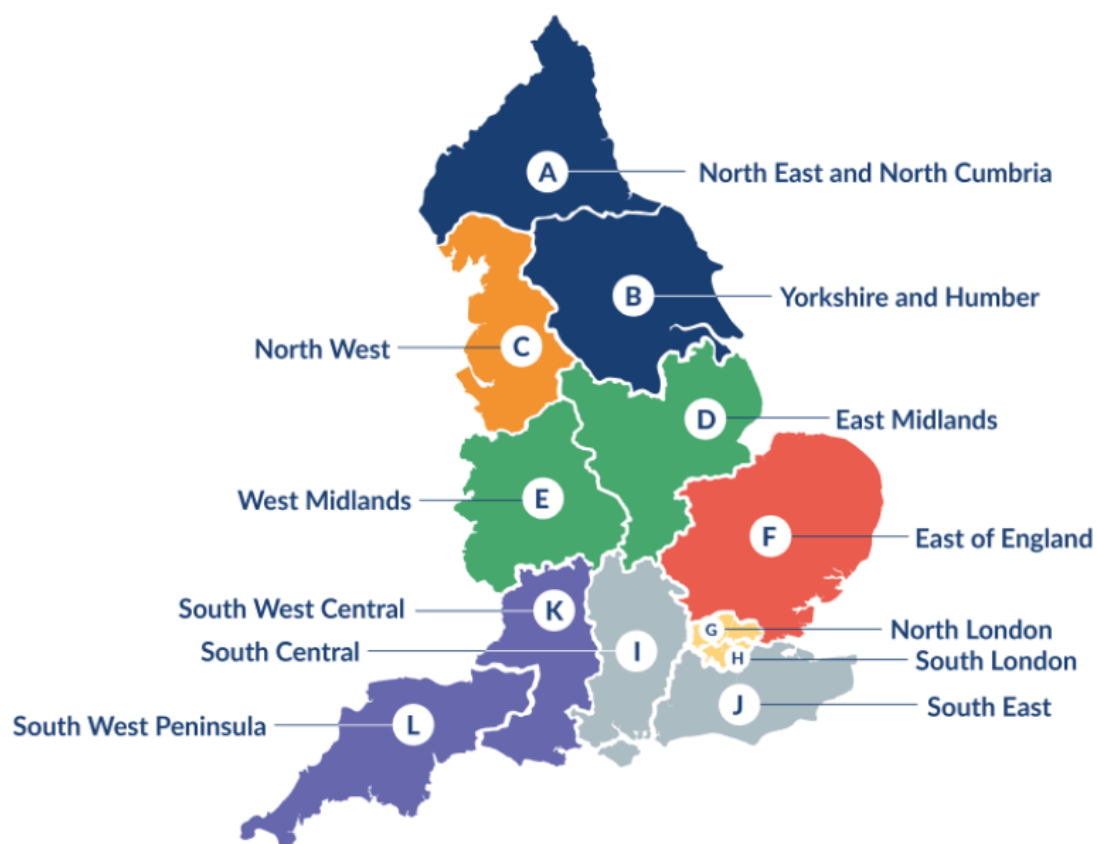 A
North East and North Cumbria
B
Yorkshire and Humber
North West
C
D
East Midlands
West Midlands
E
F
East of England
South West Central
K
G
North London
South Central
I
H
South London
J
South East
South West Peninsula
L